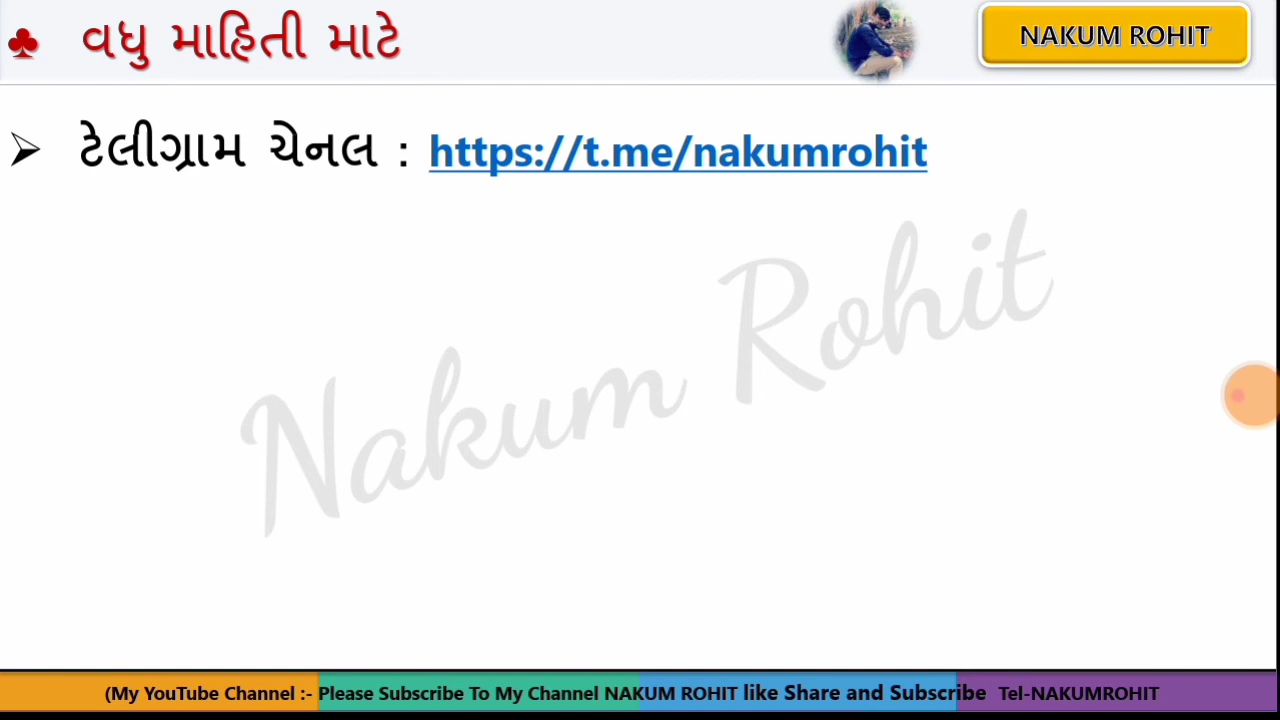 ♣ વધુ માહિતી માટે
NAKUM ROHIT
➢ ટેલીગ્રામ ચેનલ : https://t.me/nakumrohit
Nakum Rohit
(My YouTube Channel :- Please Subscribe To My Channel NAKUM ROHIT like Share and Subscribe Tel-NAKUMROHIT